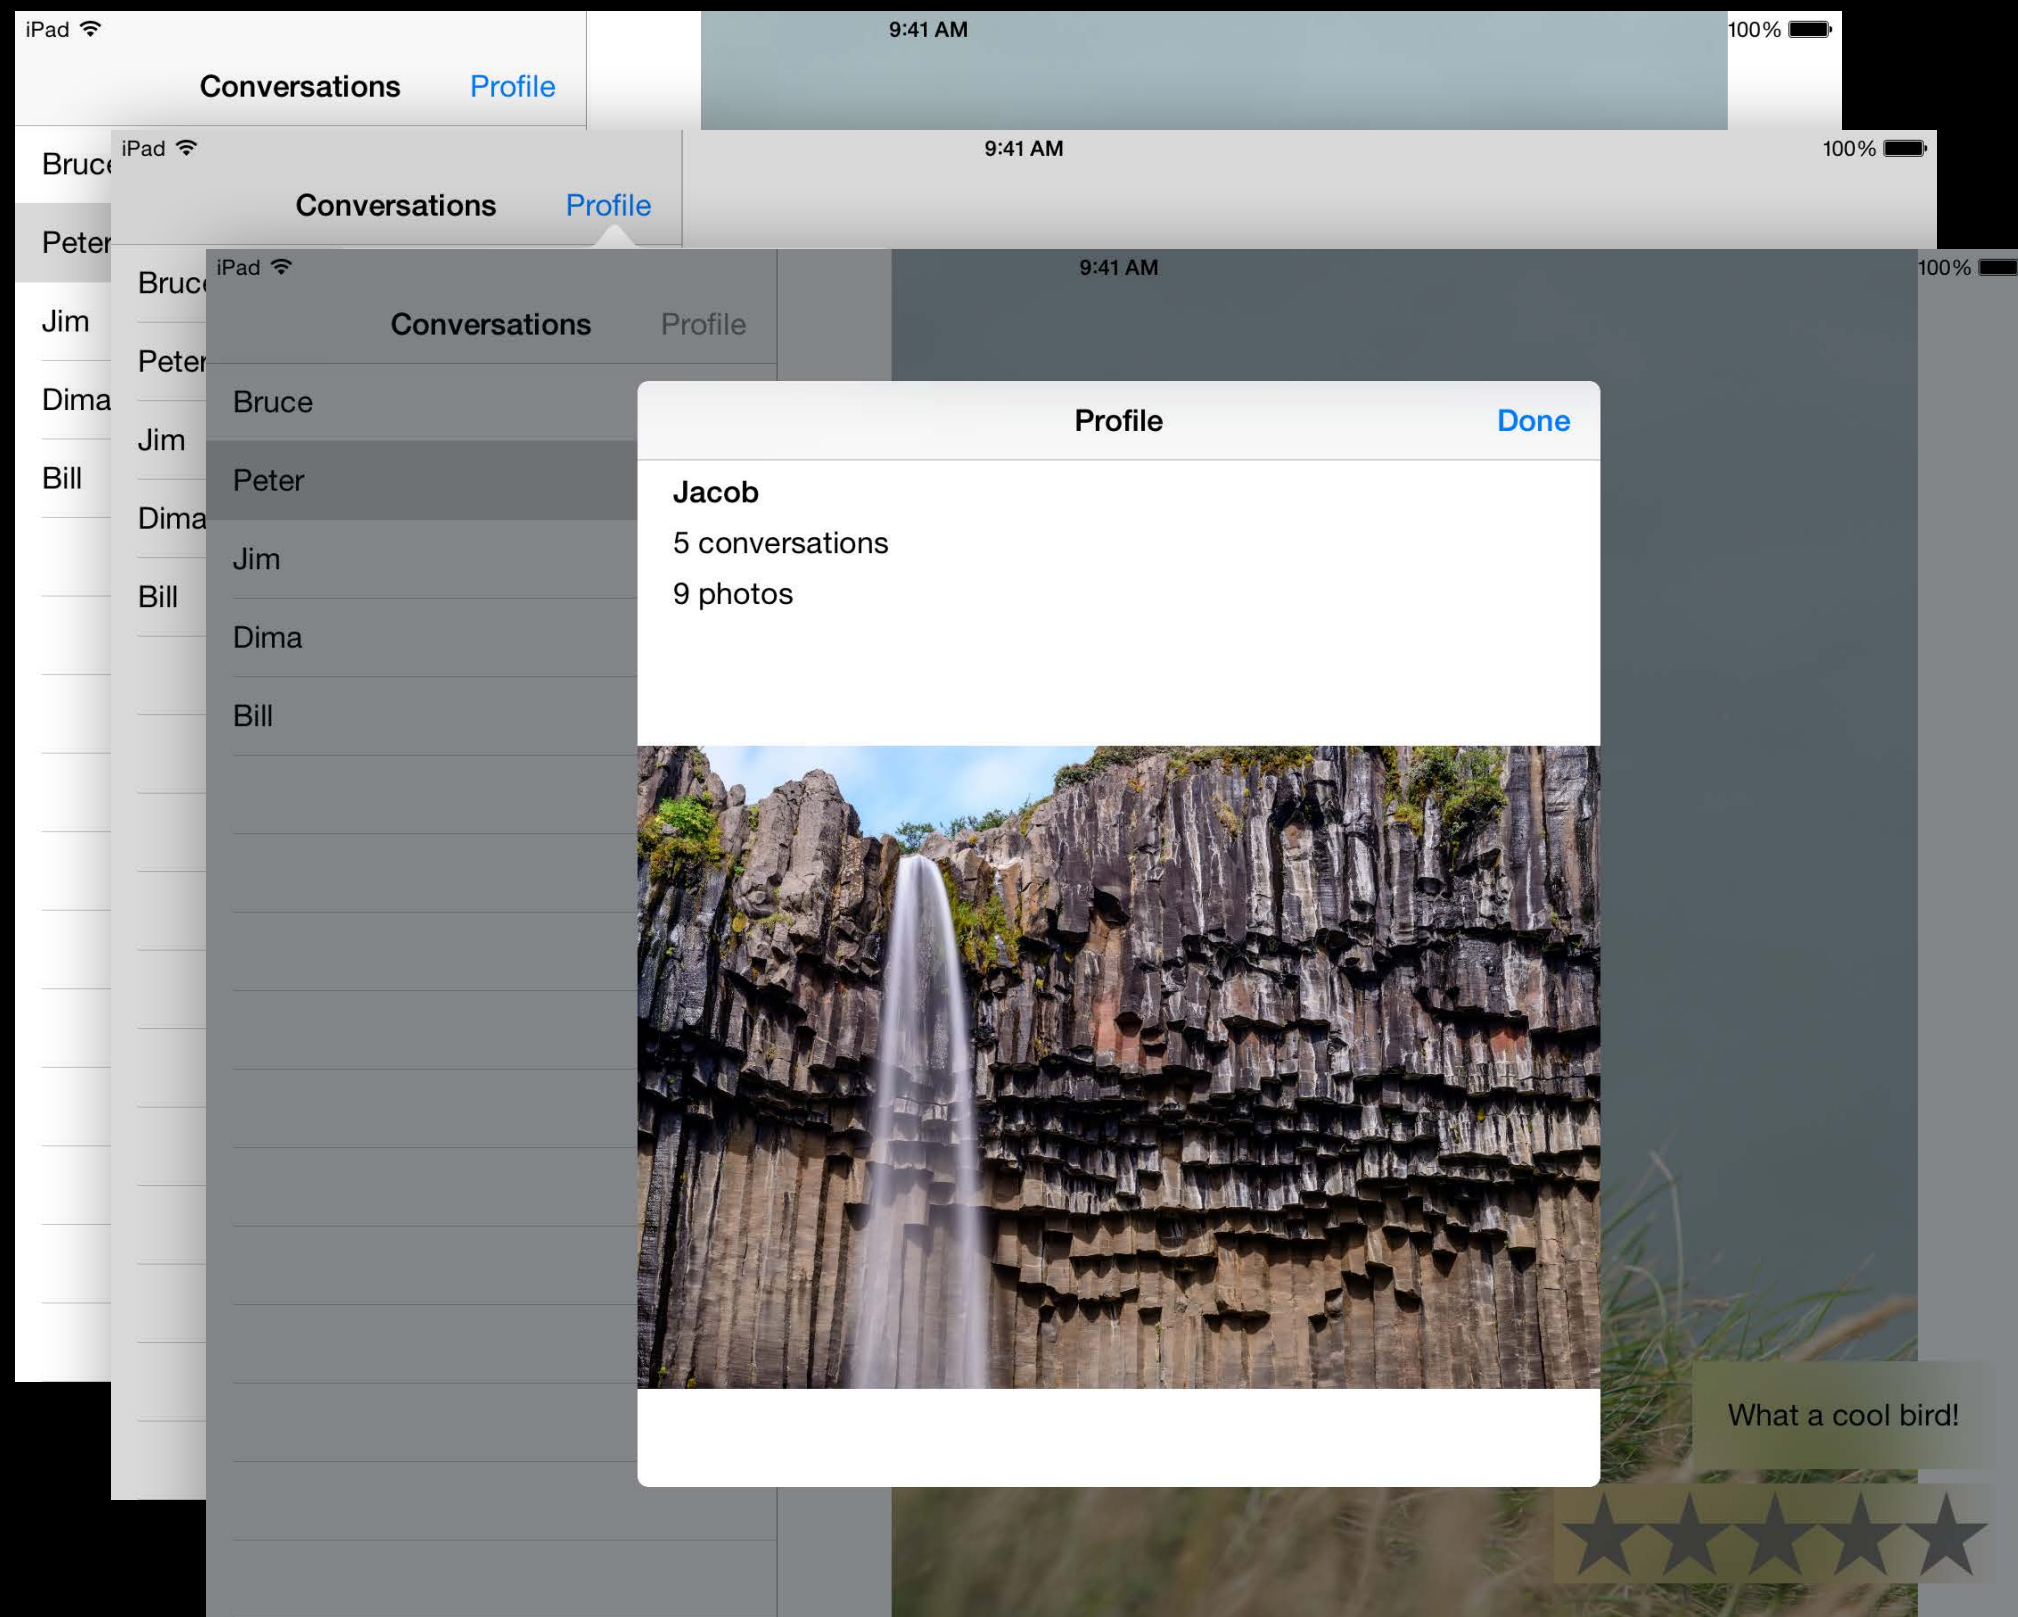 iPad 9:41 AM 100%
Conversations Profile
Bruce
Peter
Jim
Dima
Bill
iPad 9:41 AM 100%
Conversations Profile
Bruce
Peter
Jim
Dima
Bill
iPad 9:41 AM 100%
Conversations Profile
Bruce
Peter
Jim
Dima
Bill
Profile Done
Jacob
5 conversations
9 photos
What a cool bird!